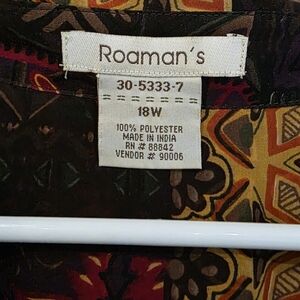 Roaman's
30-5333-7
18W
100% POLYESTER
MADE IN INDIA
RN # 88842
VENDOR # 90006